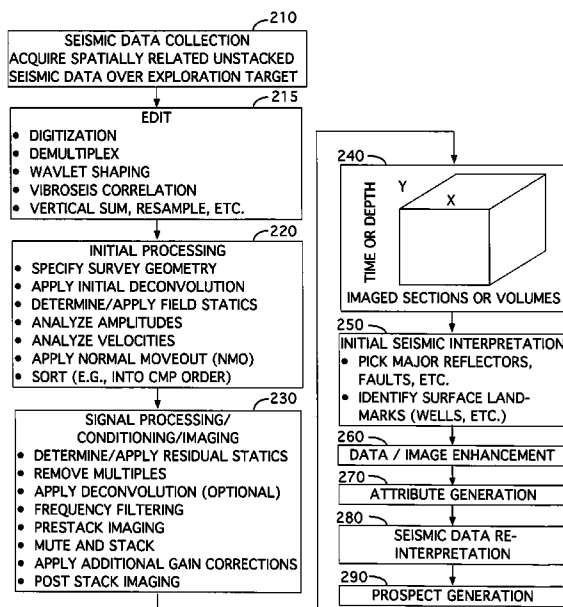 210
SEISMIC DATA COLLECTION
ACQUIRE SPATIALLY RELATED UNSTACKED
SEISMIC DATA OVER EXPLORATION TARGET
215
EDIT
• DIGITIZATION
• DEMULTIPLEX
• WAVLET SHAPING
• VIBROSEIS CORRELATION
• VERTICAL SUM, RESAMPLE, ETC.
220
INITIAL PROCESSING
• SPECIFY SURVEY GEOMETRY
• APPLY INITIAL DECONVOLUTION
• DETERMINE/APPLY FIELD STATICS
• ANALYZE AMPLITUDES
• ANALYZE VELOCITIES
• APPLY NORMAL MOVEOUT (NMO)
• SORT (E.G., INTO CMP ORDER)
230
SIGNAL PROCESSING/
CONDITIONING/IMAGING
• DETERMINE/APPLY RESIDUAL STATICS
• REMOVE MULTIPLES
• APPLY DECONVOLUTION (OPTIONAL)
• FREQUENCY FILTERING
• PRESTACK IMAGING
• MUTE AND STACK
• APPLY ADDITIONAL GAIN CORRECTIONS
• POST STACK IMAGING
240
TIME OR DEPTH
Y
X
IMAGED SECTIONS OR VOLUMES
250
INITIAL SEISMIC INTERPRETATION
• PICK MAJOR REFLECTORS,
FAULTS, ETC.
• IDENTIFY SURFACE LAND-
MARKS (WELLS, ETC.)
260
DATA / IMAGE ENHANCEMENT
270
ATTRIBUTE GENERATION
280
SEISMIC DATA RE-
INTERPRETATION
290
PROSPECT GENERATION